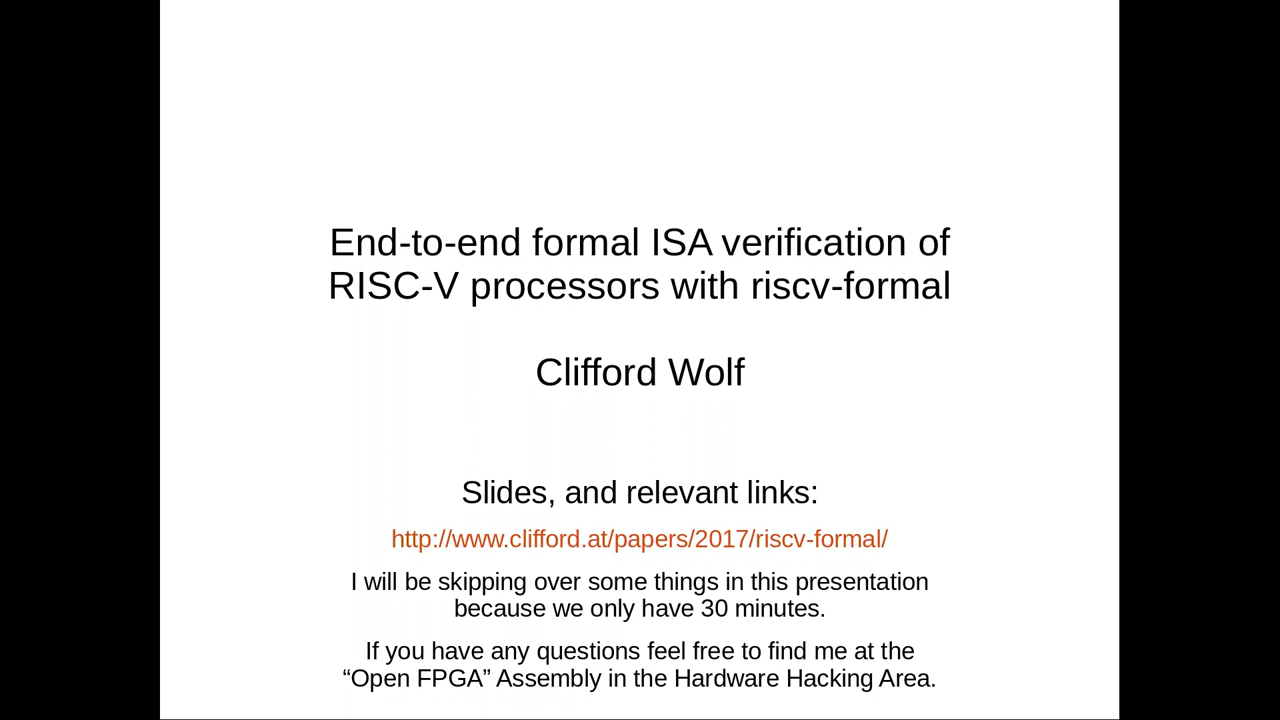 End-to-end formal ISA verification of
RISC-V processors with riscv-formal
Clifford Wolf
Slides, and relevant links:
http://www.clifford.at/papers/2017/riscv-formal/
I will be skipping over some things in this presentation
because we only have 30 minutes.
If you have any questions feel free to find me at the
“Open FPGA” Assembly in the Hardware Hacking Area.